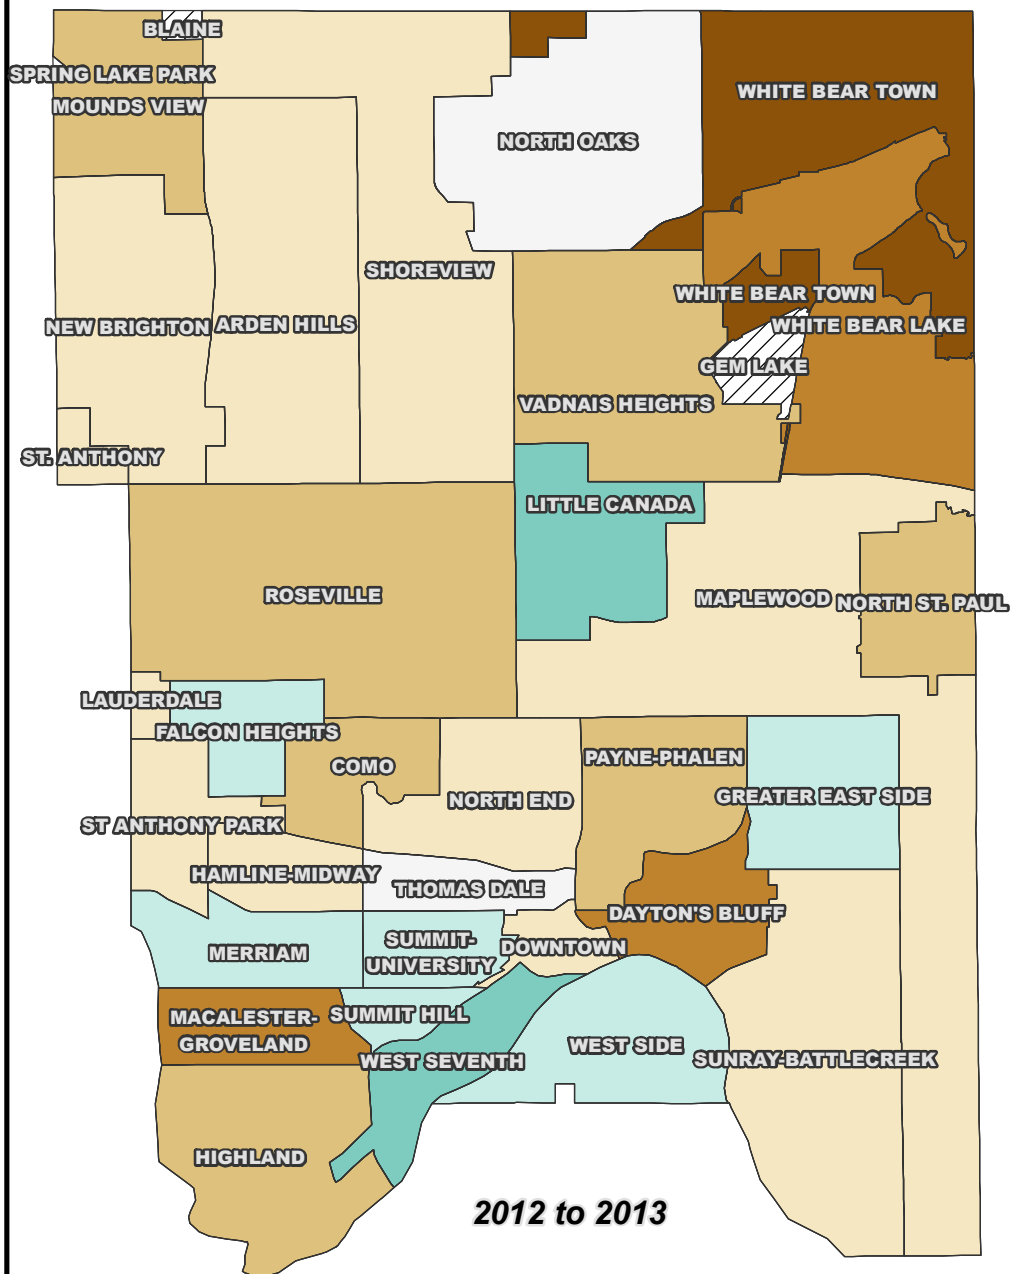 BLAINE
SPRING LAKE PARK
WHITE BEAR TOWN
MOUNDS VIEW
NORTH OAKS
SHOREVIEW
WHITE BEAR TOWN
NEW BRIGHTON
ARDEN HILLS
WHITE BEAR LAKE
GEM LAKE
VADNAIS HEIGHTS
ST. ANTHONY
LITTLE CANADA
ROSEVILLE
MAPLEWOOD
NORTH ST. PAUL
LAUDERDALE
FALCON HEIGHTS
COMO
PAYNE-PHALEN
NORTH END
GREATER EAST SIDE
ST ANTHONY PARK
HAMLINE-MIDWAY
THOMAS DALE
DAYTON'S BLUFF
MERRIAM
SUMMIT-
UNIVERSITY
DOWNTOWN
MACALESTER-
GROVELAND
SUMMIT HILL
WEST SEVENTH
WEST SIDE
SUNRAY-BATTLECREEK
HIGHLAND
2012 to 2013